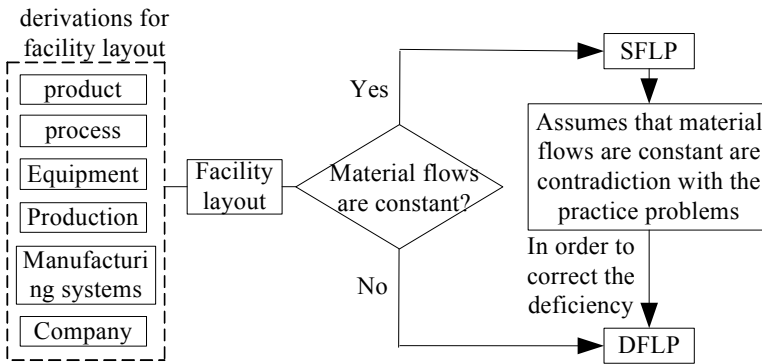 derivations for
facility layout
product
process
Equipment
Production
Manufacturi
ng systems
Company
Facility
layout
Material flows
are constant?
Yes
No
SFLP
Assumes that material
flows are constant are
contradiction with the
practice problems
In order to
correct the
deficiency
DFLP